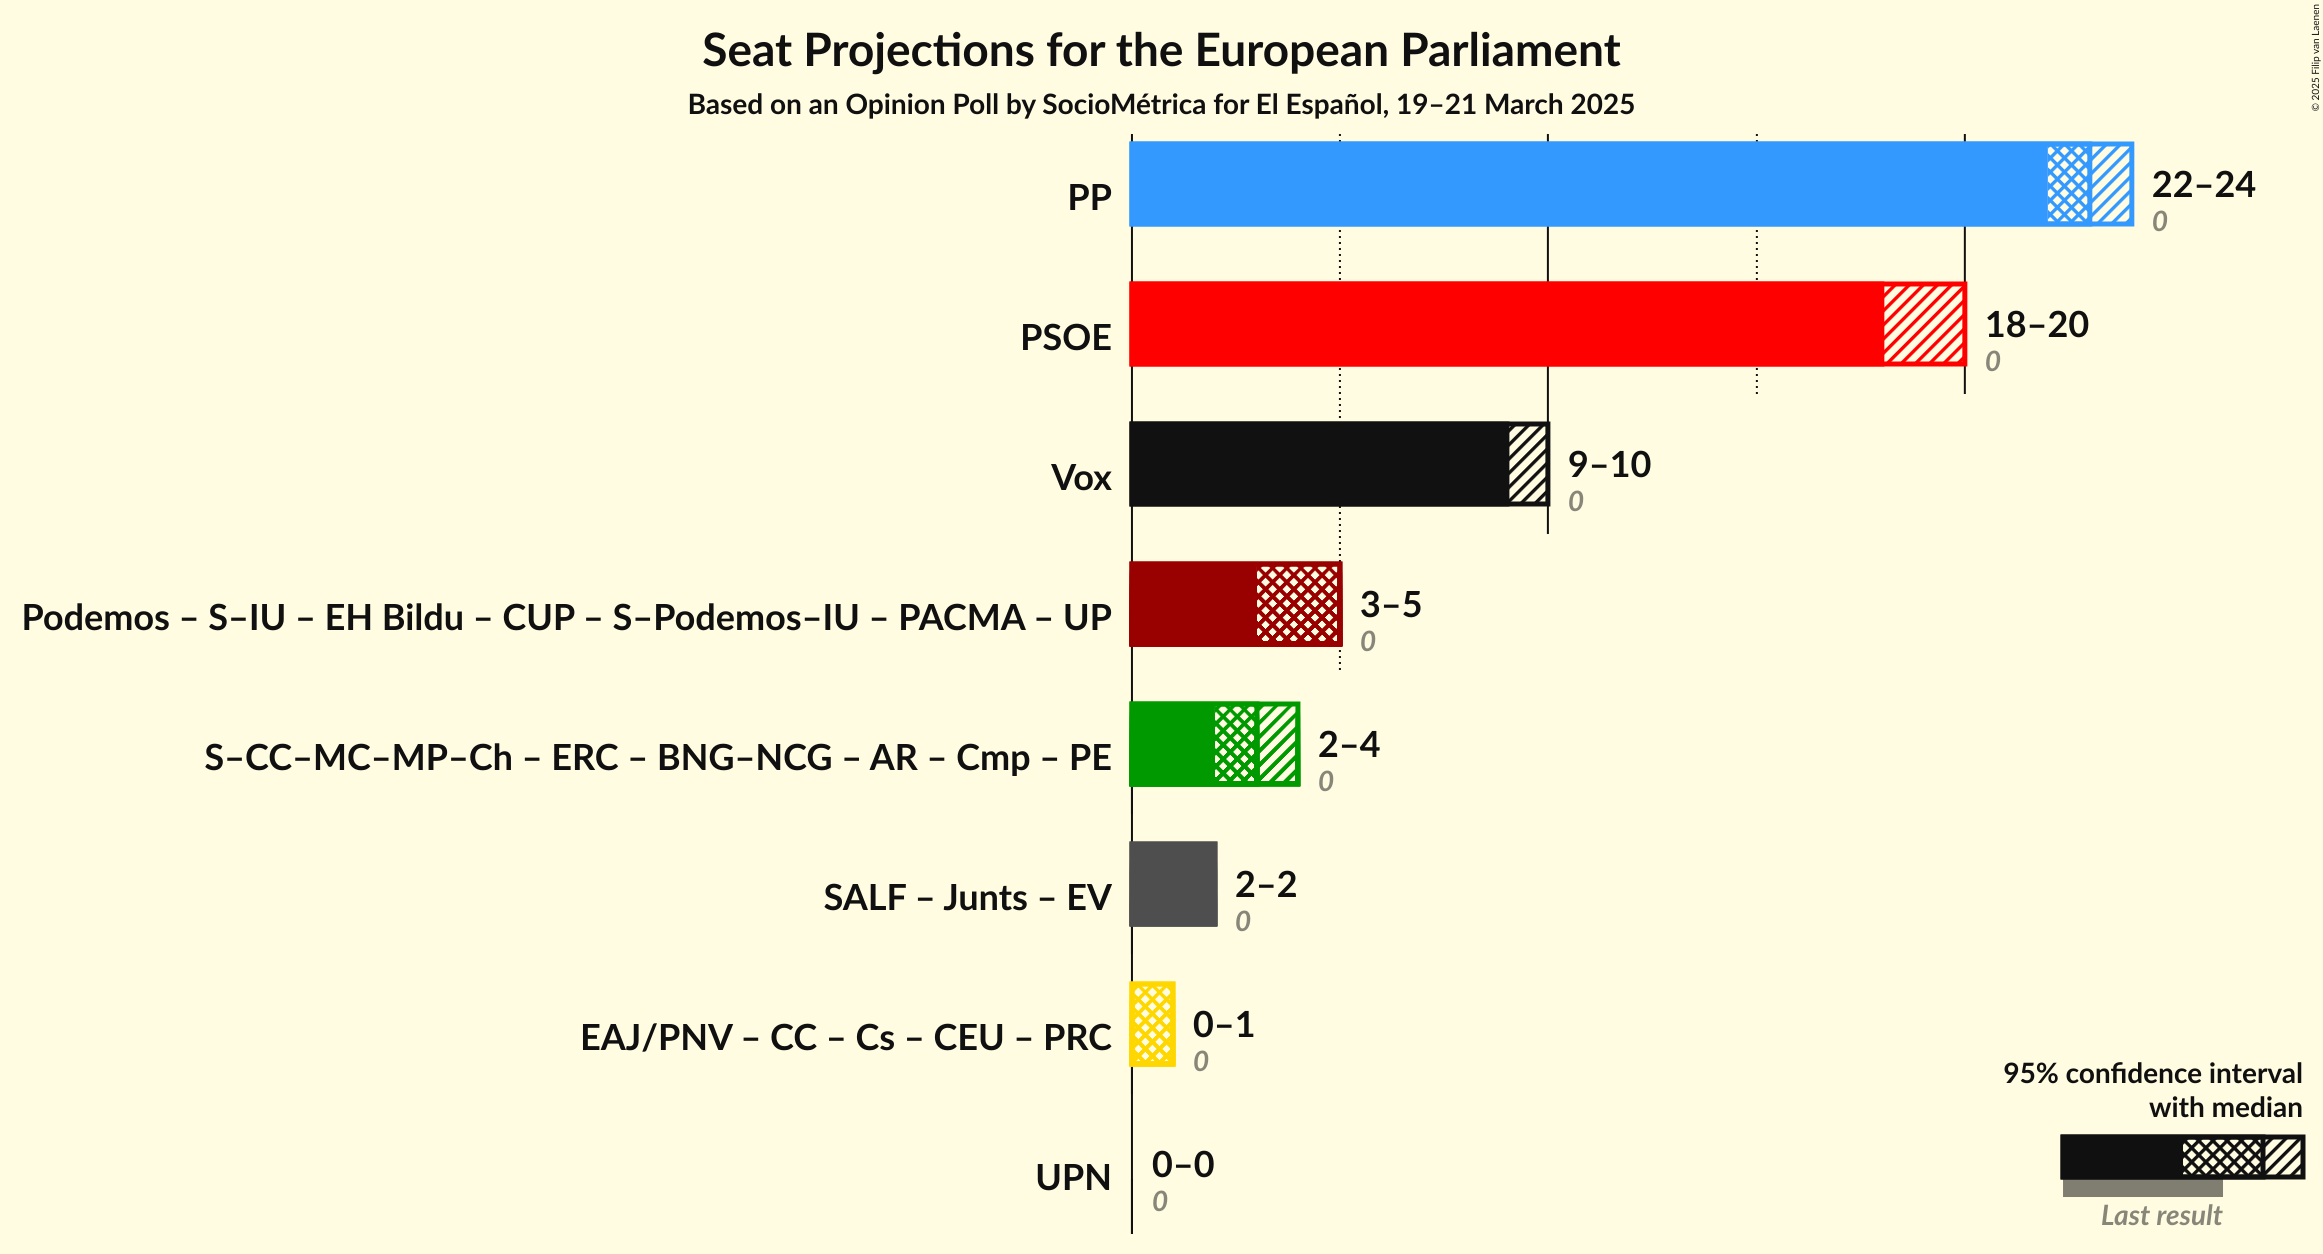 Seat Projections for the European Parliament
Based on an Opinion Poll by SocioMétrica for El Español, 19–21 March 2025
© 2025 Filip van Laenen
PP
22–24
0
PSOE
18–20
0
Vox
9–10
0
Podemos – S–IU – EH Bildu – CUP – S–Podemos–IU – PACMA – UP
3–5
0
S–CC–MC–MP–Ch – ERC – BNG–NCG – AR – Cmp – PE
2–4
0
SALF – Junts – EV
2–2
0
EAJ/PNV – CC – Cs – CEU – PRC
0–1
0
UPN
0–0
0
95% confidence interval
with median
Last result